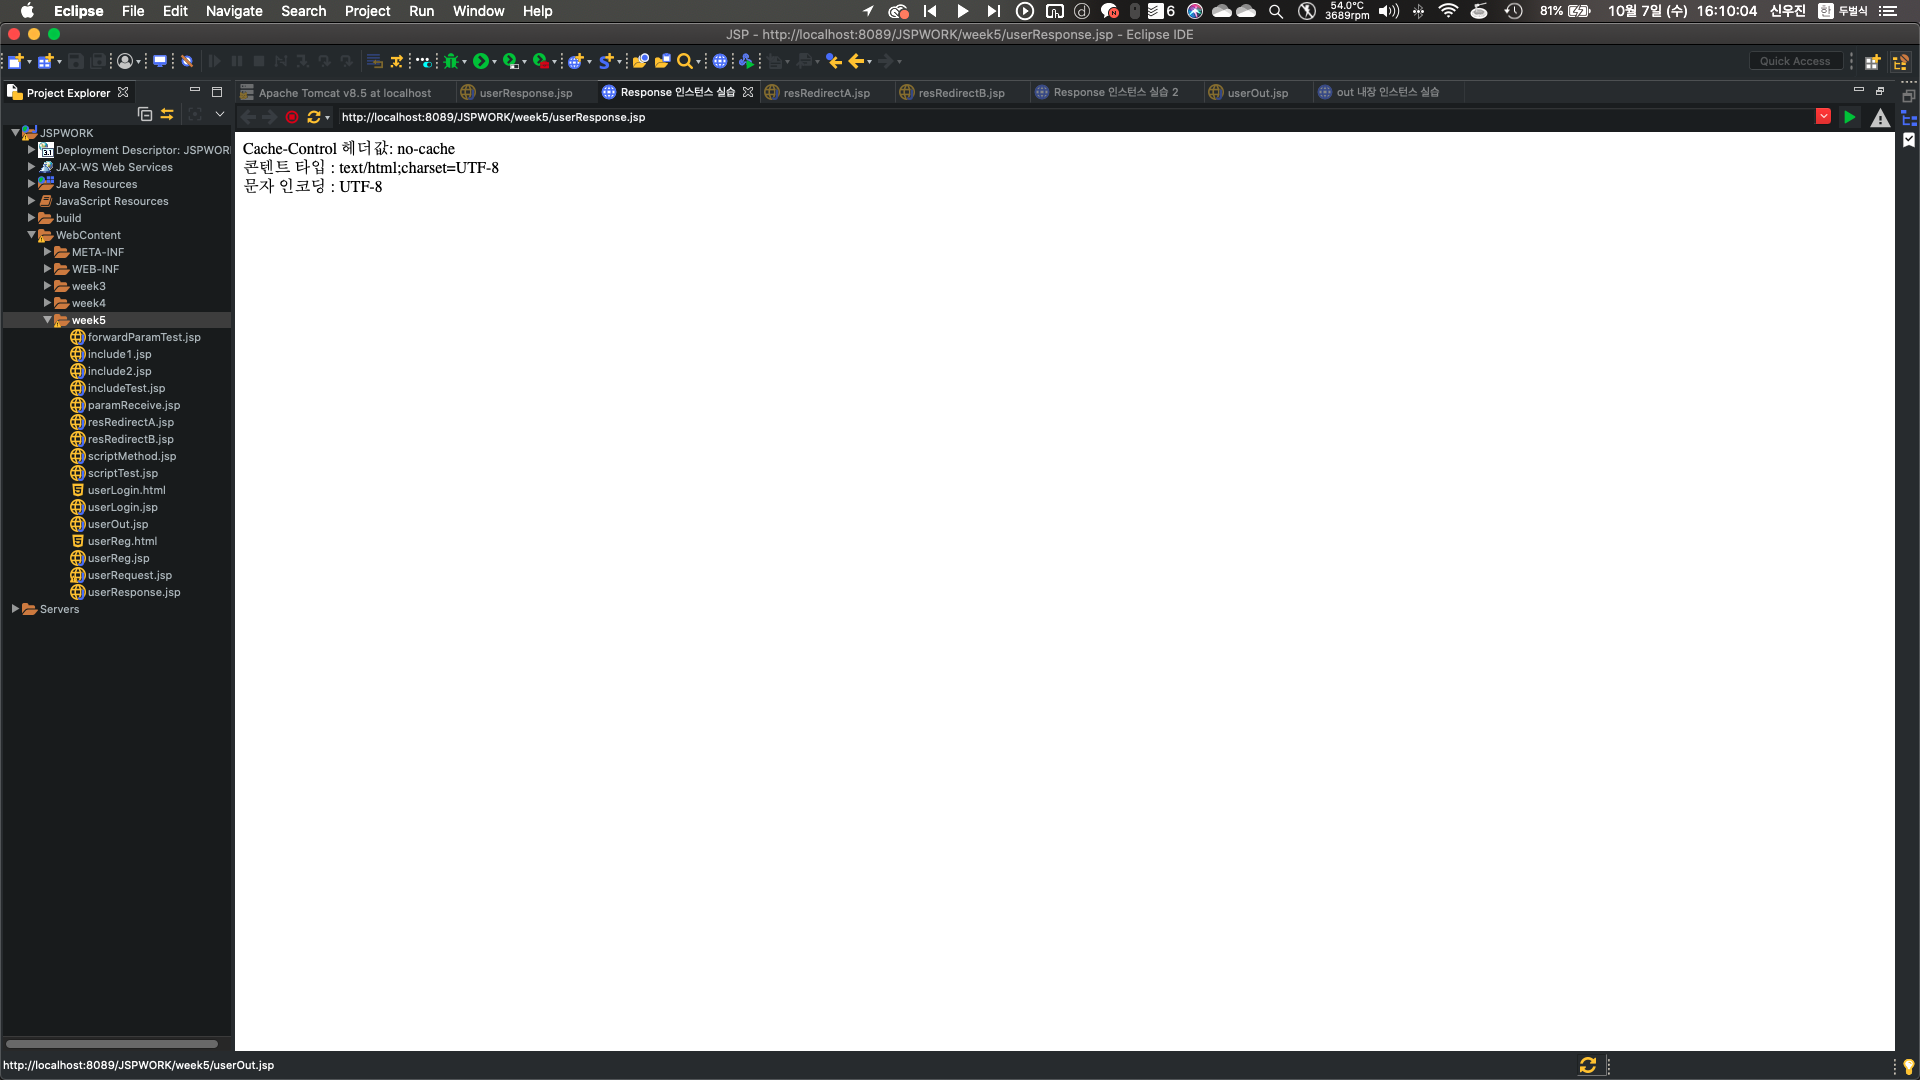 Eclipse File Edit Navigate Search Project Run Window Help
6 54.0°C 3689rpm 81% 10월 7일 (수) 16:10:04 신우진 한 두벌식
JSP - http://localhost:8089/JSPWORK/week5/userResponse.jsp - Eclipse IDE
Quick Access
Project Explorer
Apache Tomcat v8.5 at localhost userResponse.jsp Response 인스턴스 실습 resRedirectA.jsp resRedirectB.jsp Response 인스턴스 실습 2 userOut.jsp out 내장 인스턴스 실습
http://localhost:8089/JSPWORK/week5/userResponse.jsp
Cache-Control 헤더값: no-cache
콘텐트 타입 : text/html;charset=UTF-8
문자 인코딩 : UTF-8
JSPWORK
Deployment Descriptor: JSPWOR
JAX-WS Web Services
Java Resources
JavaScript Resources
build
WebContent
META-INF
WEB-INF
week3
week4
week5
forwardParamTest.jsp
include1.jsp
include2.jsp
includeTest.jsp
paramReceive.jsp
resRedirectA.jsp
resRedirectB.jsp
scriptMethod.jsp
scriptTest.jsp
userLogin.html
userLogin.jsp
userOut.jsp
userReg.html
userReg.jsp
userRequest.jsp
userResponse.jsp
Servers
http://localhost:8089/JSPWORK/week5/userOut.jsp